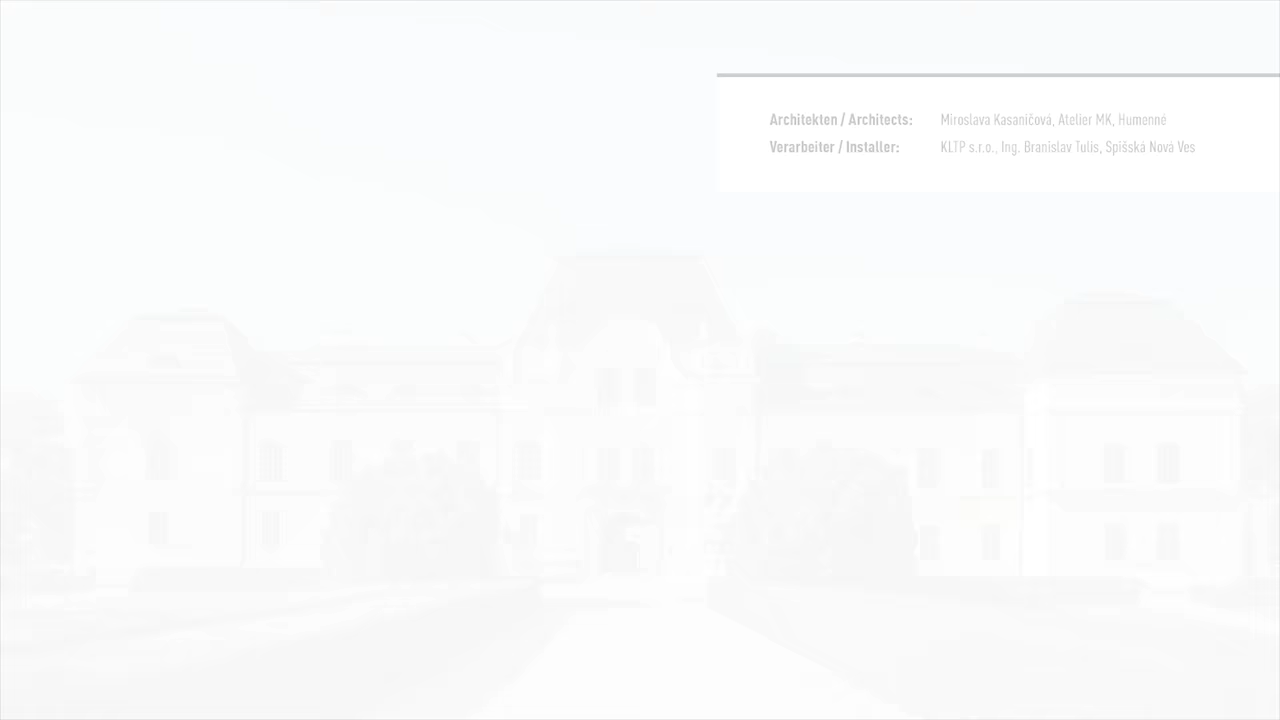 Architekten / Architects: Miroslava Kasaničová, Atelier MK, Humenné
Verarbeiter / Installer: KLTP s.r.o., Ing. Branislav Tulis, Spišská Nová Ves